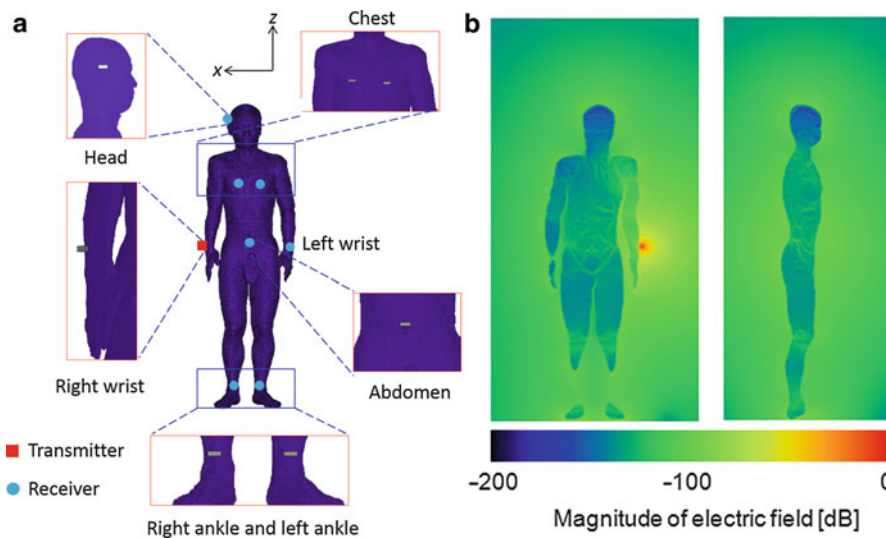 a
Chest
z
x
Head
Left wrist
Right wrist
Abdomen
Transmitter
Receiver
Right ankle and left ankle
b
−200
−100
0
Magnitude of electric field [dB]